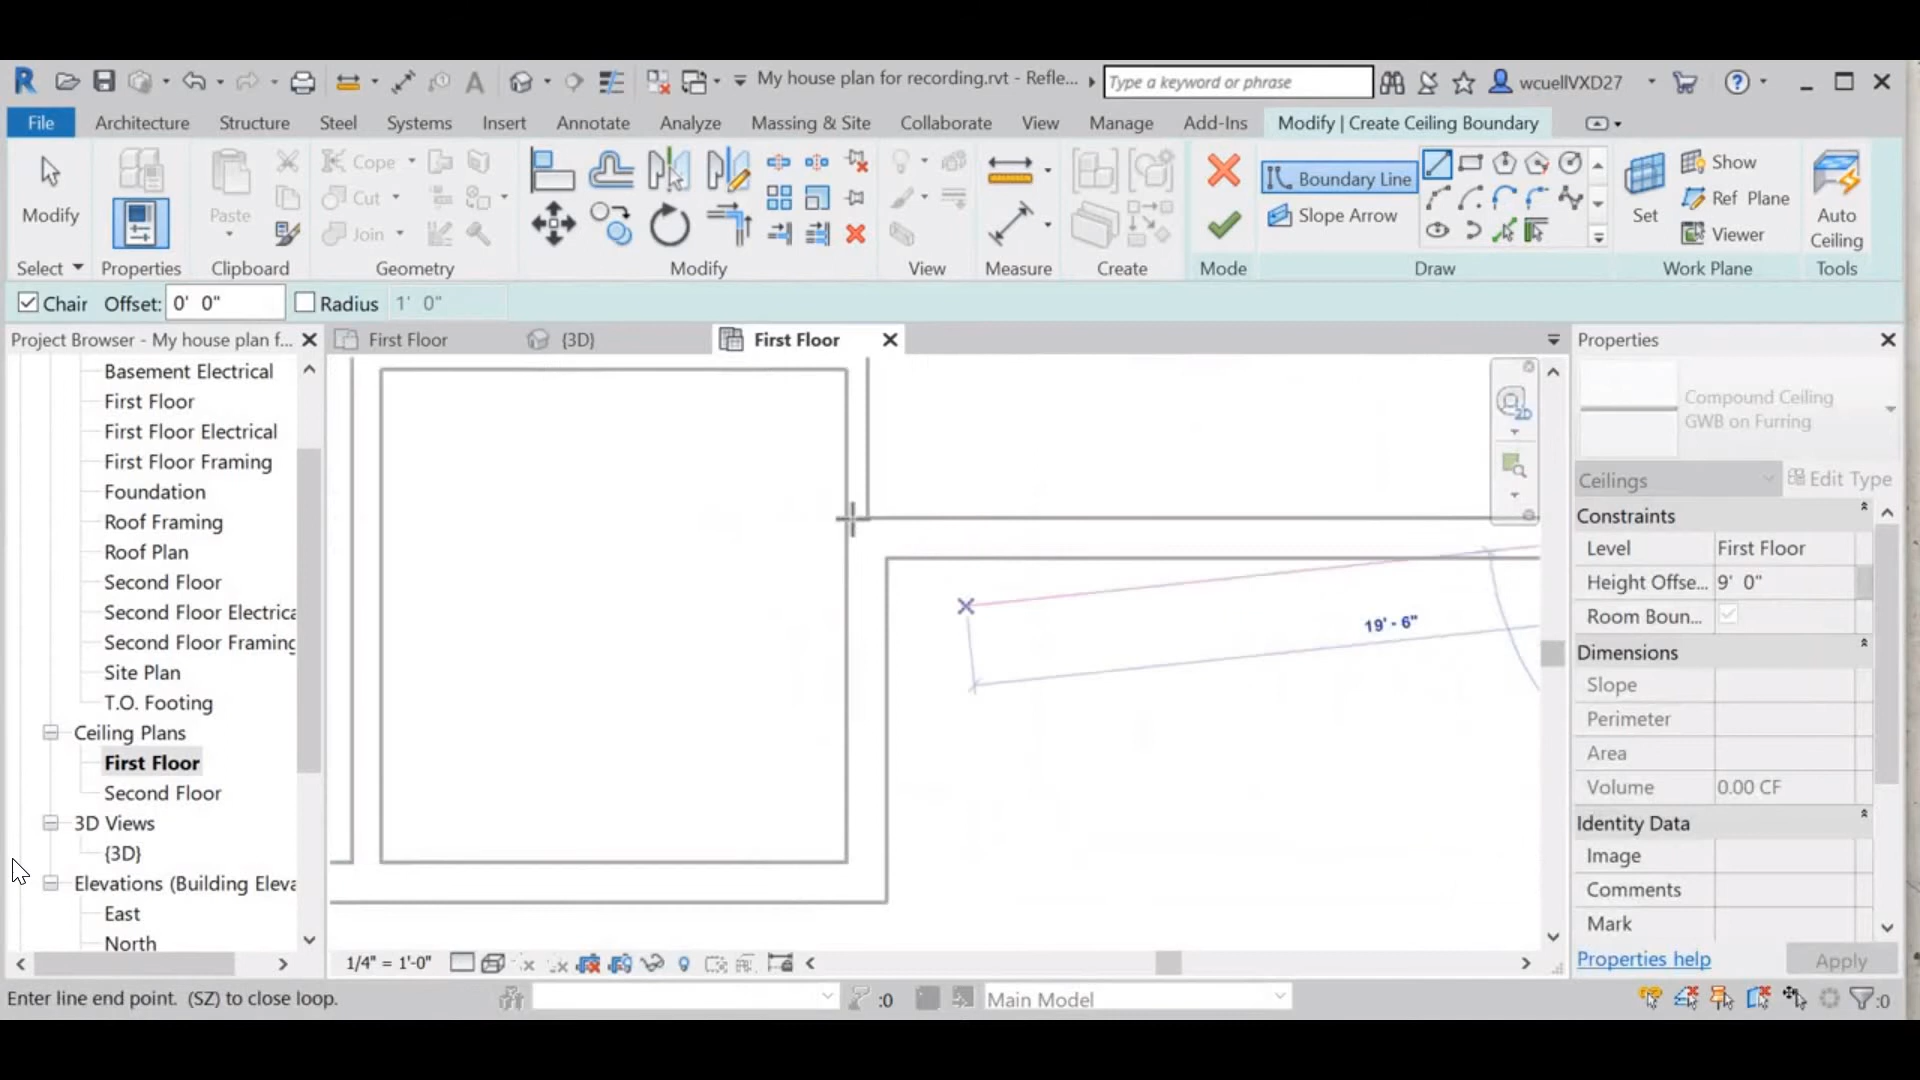 My house plan for recording.rvt - Refle...
Type a keyword or phrase
wcuellVXD27
File
Architecture
Structure
Steel
Systems
Insert
Annotate
Analyze
Massing & Site
Collaborate
View
Manage
Add-Ins
Modify | Create Ceiling Boundary
Modify
Select
Properties
Paste
Clipboard
Cope
Cut
Join
Geometry
Modify
View
Measure
Create
Mode
Boundary Line
Slope Arrow
Draw
Set
Show
Ref Plane
Viewer
Work Plane
Auto
Ceiling
Tools
Chair Offset: 0' 0" Radius 1' 0"
Project Browser - My house plan f...
Basement Electrical
First Floor
First Floor Electrical
First Floor Framing
Foundation
Roof Framing
Roof Plan
Second Floor
Second Floor Electrica
Second Floor Framing
Site Plan
T.O. Footing
Ceiling Plans
First Floor
Second Floor
3D Views
{3D}
Elevations (Building Eleva
East
North
First Floor
{3D}
First Floor
2D
19' - 6"
1/4" = 1'-0"
Properties
Compound Ceiling
GWB on Furring
Ceilings
Edit Type
Constraints
Level First Floor
Height Offse... 9' 0"
Room Boun...
Dimensions
Slope
Perimeter
Area
Volume 0.00 CF
Identity Data
Image
Comments
Mark
Properties help
Apply
Enter line end point. (SZ) to close loop.
:0
Main Model
:0